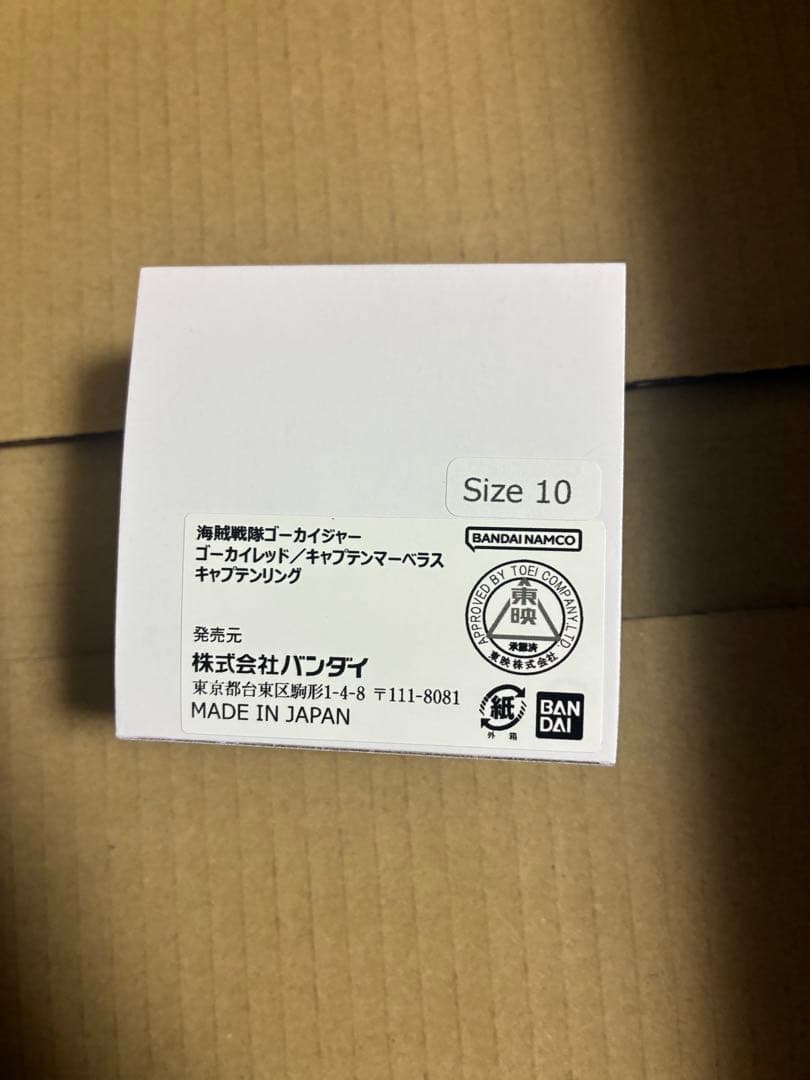 Size 10
海賊戦隊ゴーカイジャー
ゴーカイレッド／キャプテンマーベラス
キャプテンリング
発売元
株式会社バンダイ
東京都台東区駒形1-4-8 〒111-8081
MADE IN JAPAN
BANDAI NAMCO
APPROVED BY TOEI COMPANY,LTD.
東映
承認済
東映株式会社
紙
外箱
BAN
DAI